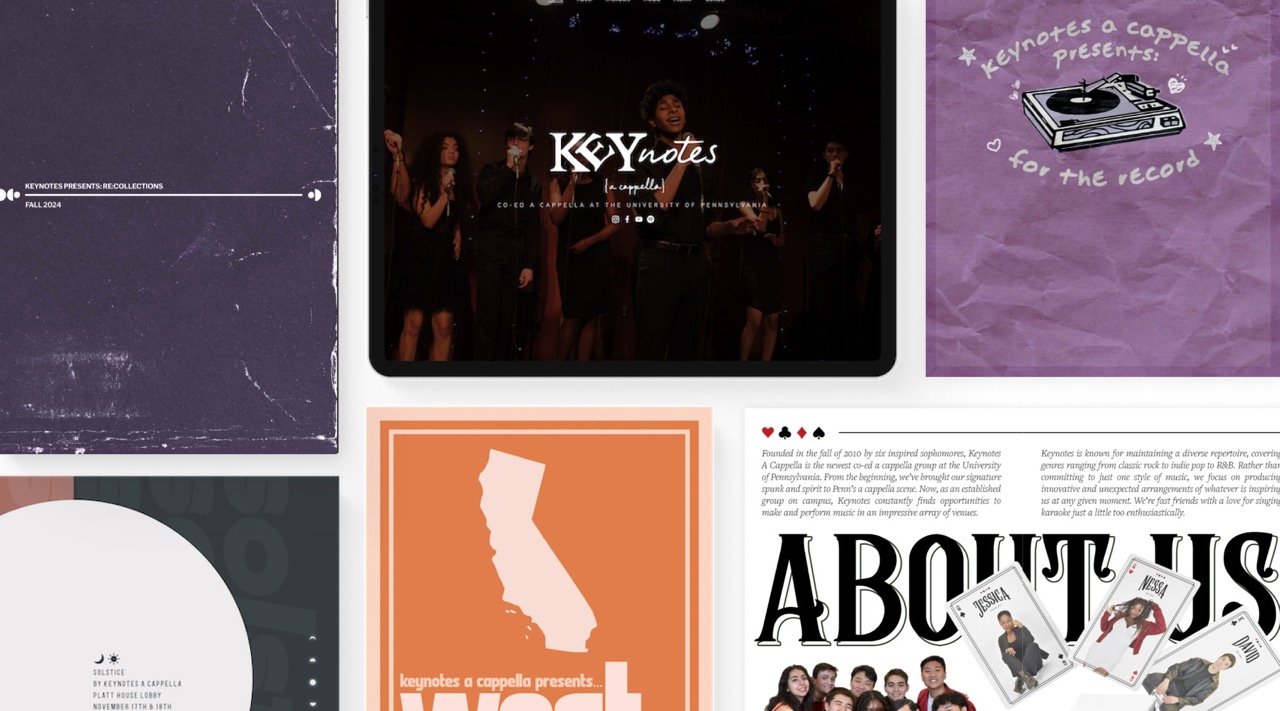 KEYNOTES PRESENTS: RE:COLLECTIONS
FALL 2024
KEYnotes
{a cappella}
CO-ED A CAPPELLA AT THE UNIVERSITY OF PENNSYLVANIA
KEYNOTES A CAPPELLA
PRESENTS:
FOR THE RECORD
SOLSTICE
BY KEYNOTES A CAPPELLA
PLATT HOUSE LOBBY
NOVEMBER 17TH & 18TH
keynotes a cappella presents...
west
Founded in the fall of 2010 by six inspired sophomores, Keynotes
A Cappella is the newest co-ed a cappella group at the University
of Pennsylvania. From the beginning, we've brought our signature
spunk and spirit to Penn's a cappella scene. Now, as an established
group on campus, Keynotes constantly finds opportunities to
make and perform music in an impressive array of venues.
Keynotes is known for maintaining a diverse repertoire, covering
genres ranging from classic rock to indie pop to R&B. Rather than
committing to just one style of music, we focus on producing
innovative and unexpected arrangements of whatever is inspiring
us at any given moment. We're fast friends with a love for singing
karaoke just a little too enthusiastically.
ABOUT US
JESSICA
NESSA
DAVID